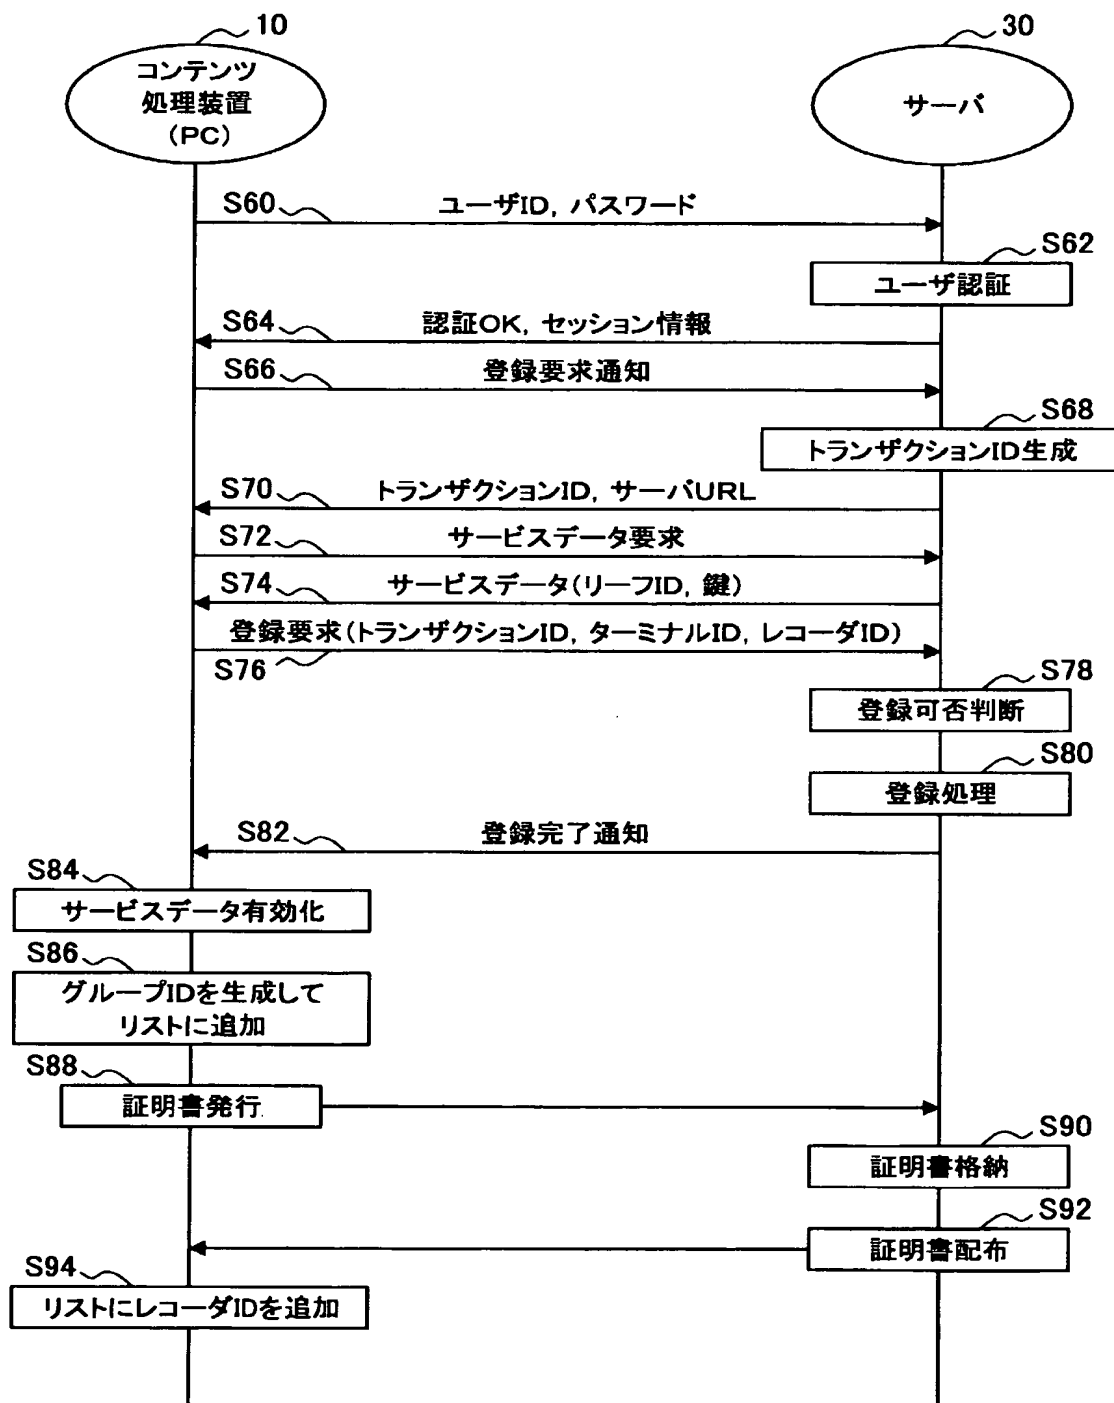 10
コンテンツ
処理装置
(PC)
30
サーバ
S60
ユーザID, パスワード
S62
ユーザ認証
S64
認証OK, セッション情報
S66
登録要求通知
S68
トランザクションID生成
S70
トランザクションID, サーバURL
S72
サービスデータ要求
S74
サービスデータ(リーフID, 鍵)
登録要求(トランザクションID, ターミナルID, レコーダID)
S76
S78
登録可否判断
S80
登録処理
S82
登録完了通知
S84
サービスデータ有効化
S86
グループIDを生成して
リストに追加
S88
証明書発行
S90
証明書格納
S92
証明書配布
S94
リストにレコーダIDを追加